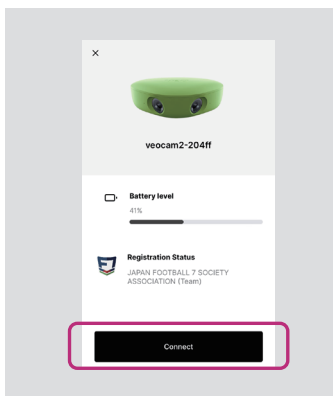 ×
veocam2-204ff
Battery level
41%
Registration Status
JAPAN FOOTBALL 7 SOCIETY
ASSOCIATION (Team)
Connect